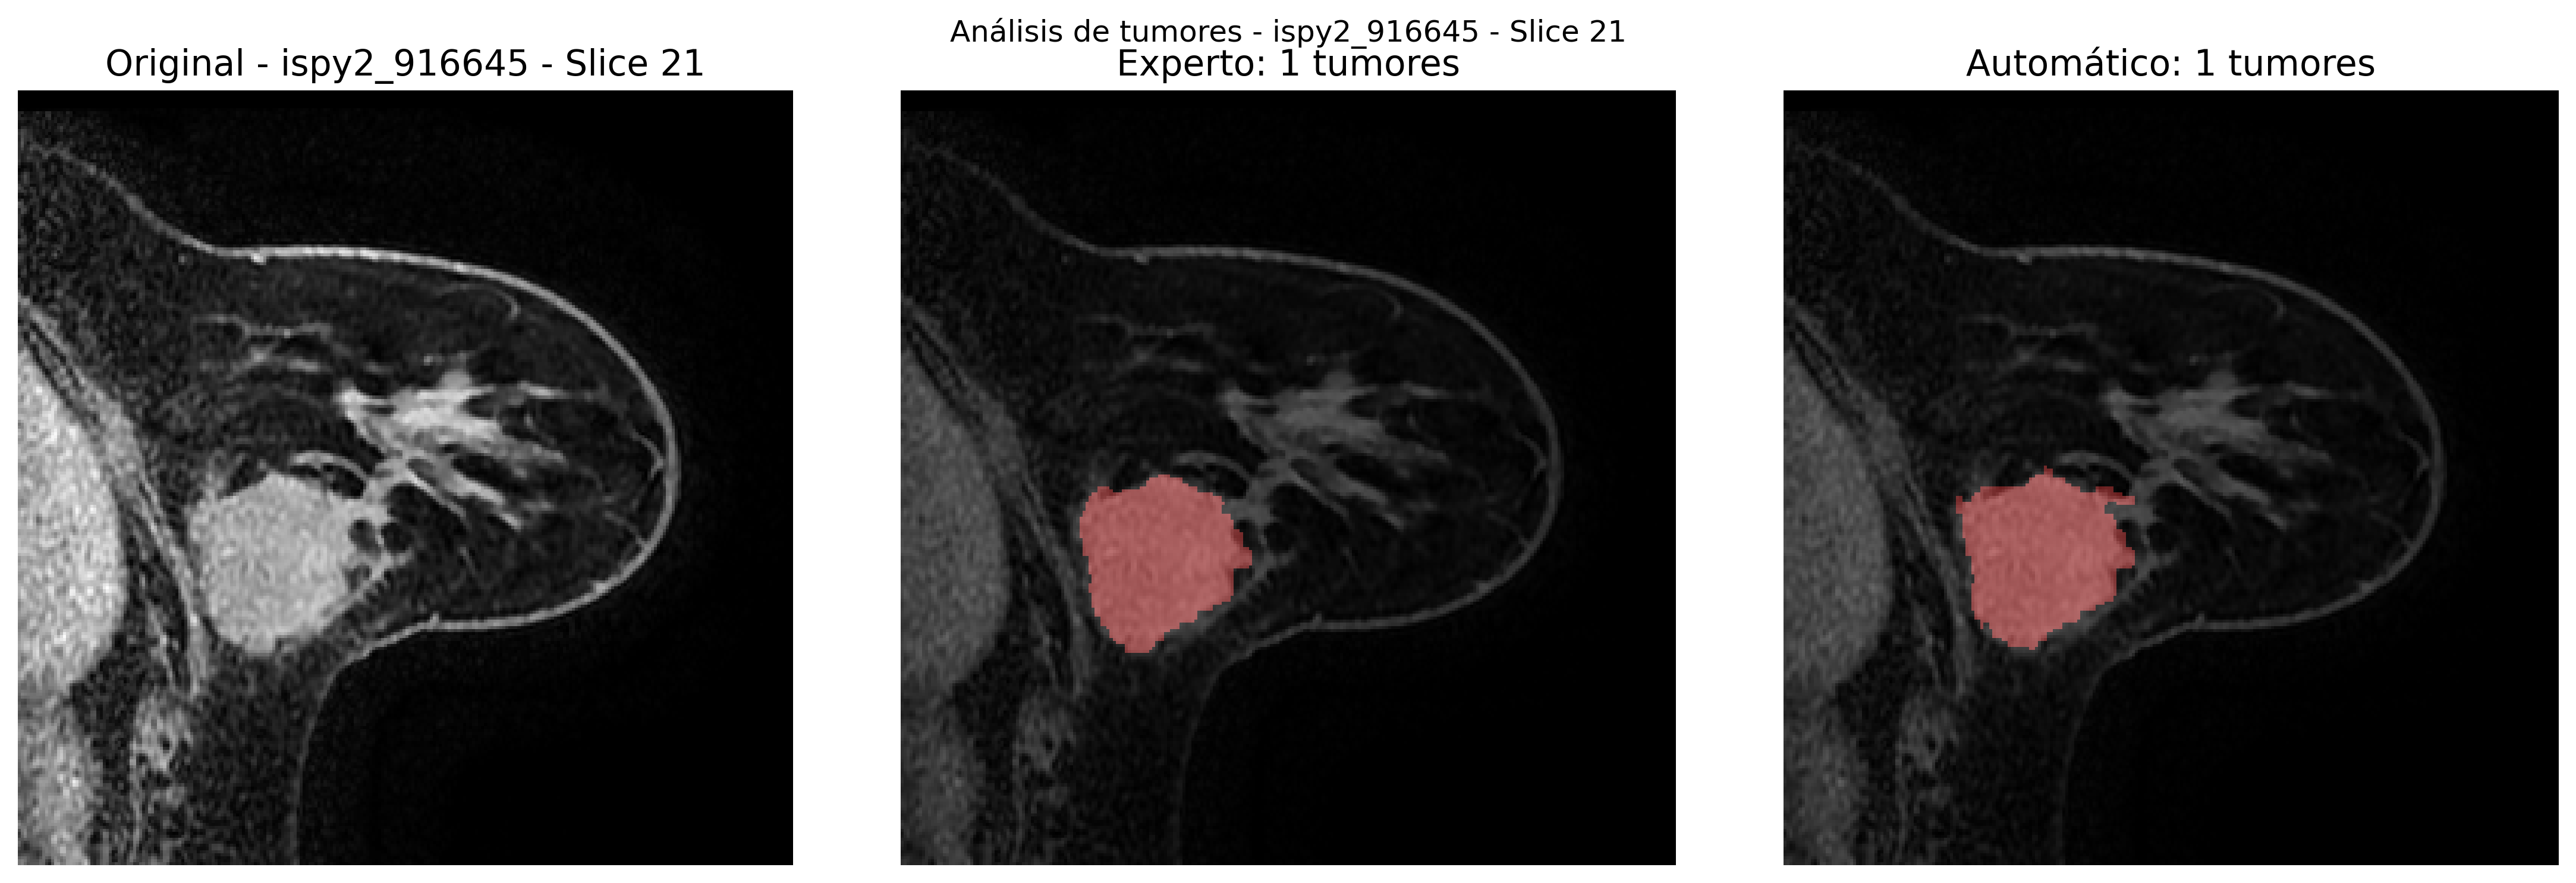 Análisis de tumores - ispy2_916645 - Slice 21
Original - ispy2_916645 - Slice 21
Experto: 1 tumores
Automático: 1 tumores